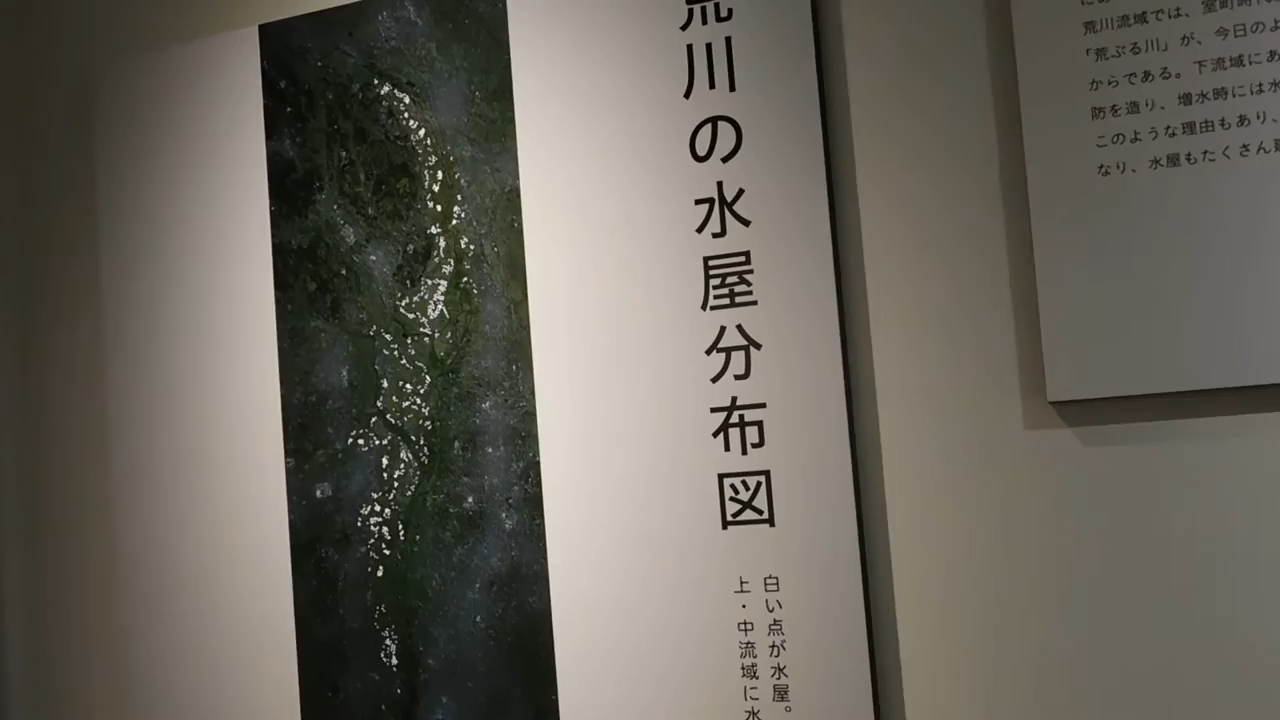 荒川の水屋分布図
白い点が水屋。
上・中流域に水
荒川流域では、室町時代
「荒ぶる川」が、今日のよ
からである。下流域にあ
防を造り、増水時には水
このような理由もあり、
なり、水屋もたくさん